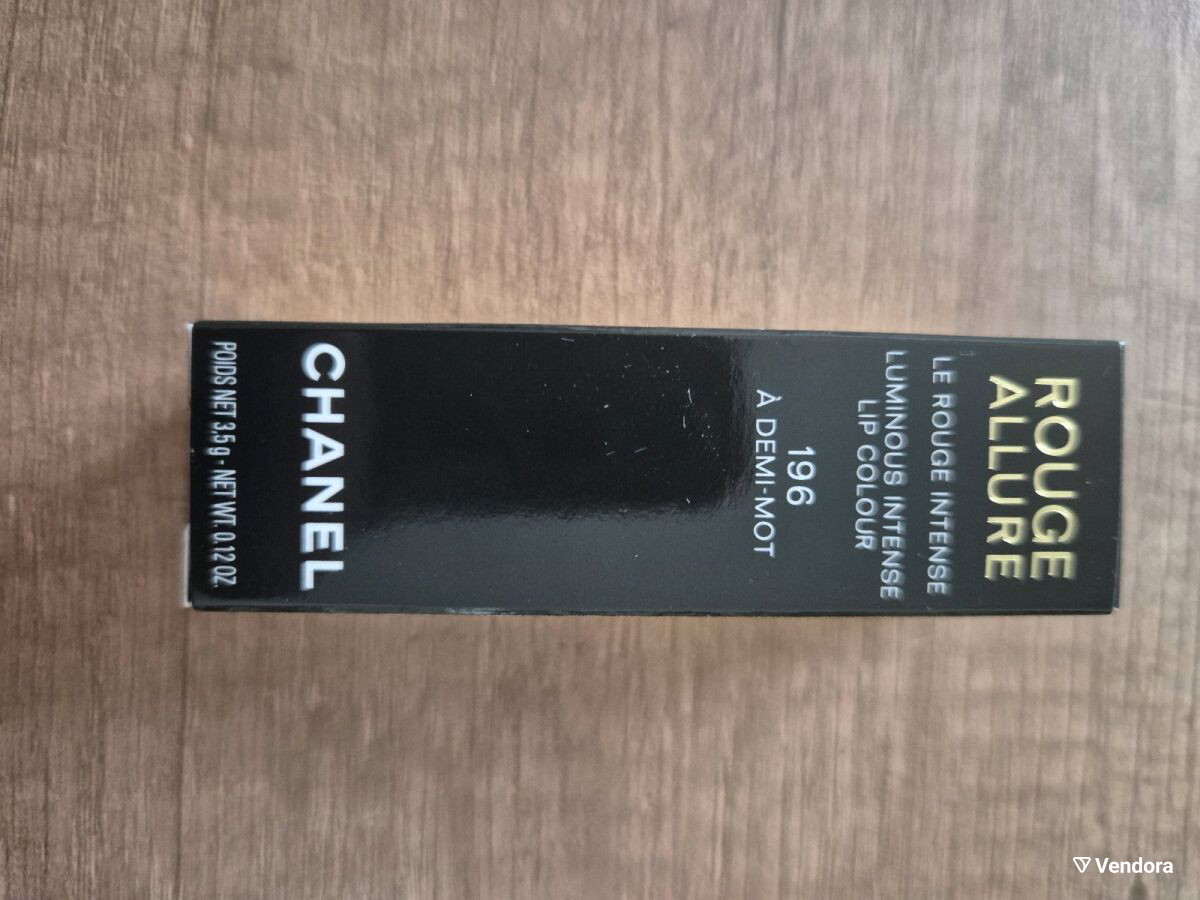 ROUGE
ALLURE
LE ROUGE INTENSE
LUMINOUS INTENSE
LIP COLOUR
196
À DEMI-MOT
CHANEL
POIDS NET 3,5 g - NET WT. 0.12 OZ.
Vendora